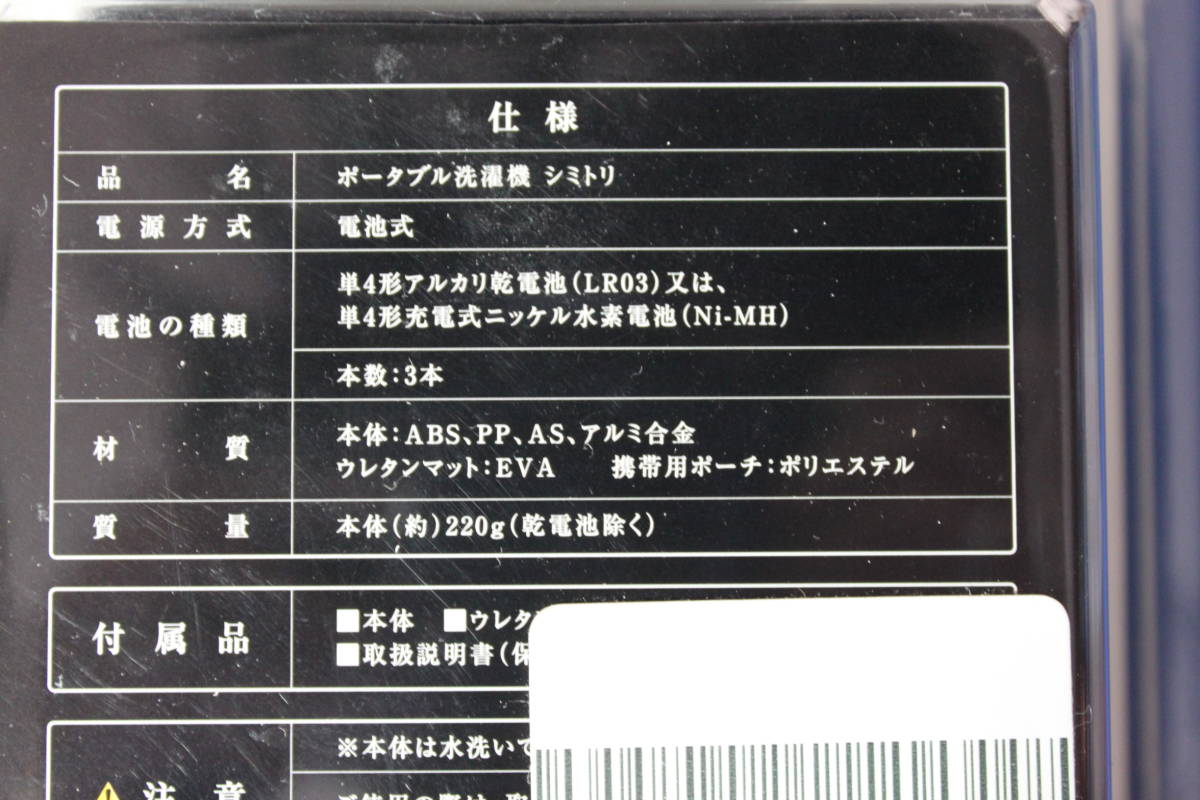 仕様
品名 ポータブル洗濯機 シミトリ
電源方式 電池式
電池の種類 単4形アルカリ乾電池(LR03)又は、
単4形充電式ニッケル水素電池(Ni-MH)
本数:3本
材質 本体:ABS、PP、AS、アルミ合金
ウレタンマット:EVA 携帯用ポーチ:ポリエステル
質量 本体(約)220g(乾電池除く)
付属品 ■本体 ■ウレタ
■取扱説明書(保
※本体は水洗いで
注意